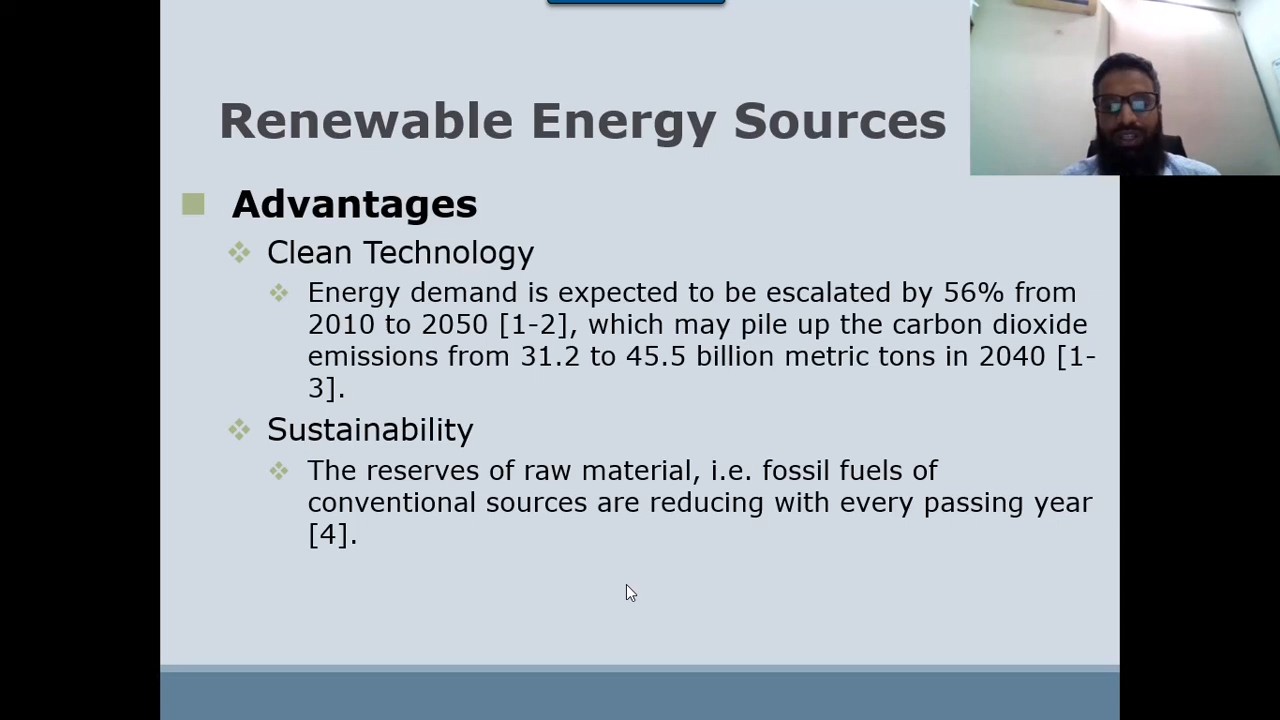 Renewable Energy Sources
Advantages
Clean Technology
Energy demand is expected to be escalated by 56% from
2010 to 2050 [1-2], which may pile up the carbon dioxide
emissions from 31.2 to 45.5 billion metric tons in 2040 [1-
3].
Sustainability
The reserves of raw material, i.e. fossil fuels of
conventional sources are reducing with every passing year
[4].